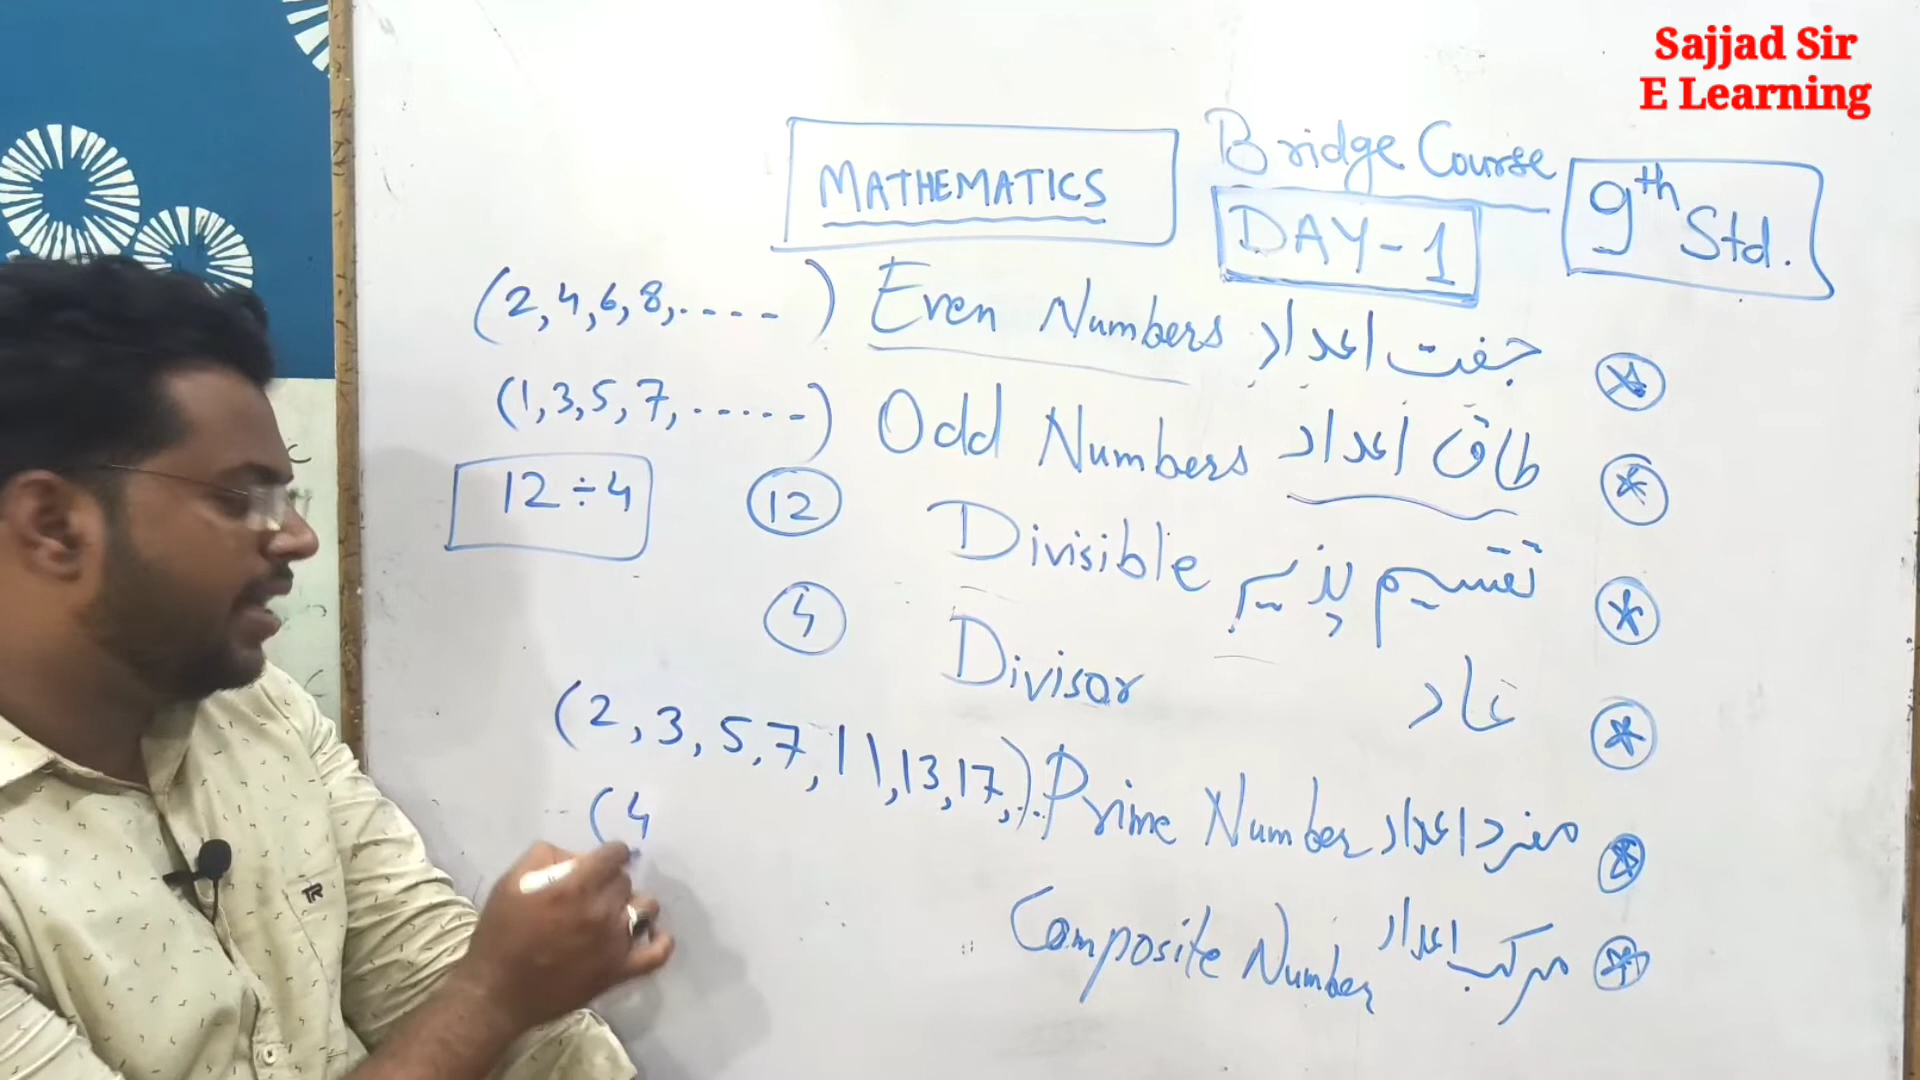 Sajjad Sir
E Learning
MATHEMATICS
Bridge Course
DAY-1
9th Std.
(2,4,6,8,.....) Even Numbers جفت اعداد
(1,3,5,7,......) Odd Numbers طاق اعداد
12÷4
12 Divisible تقسیم پذیر
4 Divisor عاد
(2,3,5,7,11,13,17,..) Prime Number مفرد اعداد
(4
Composite Number مرکب اعداد
TR